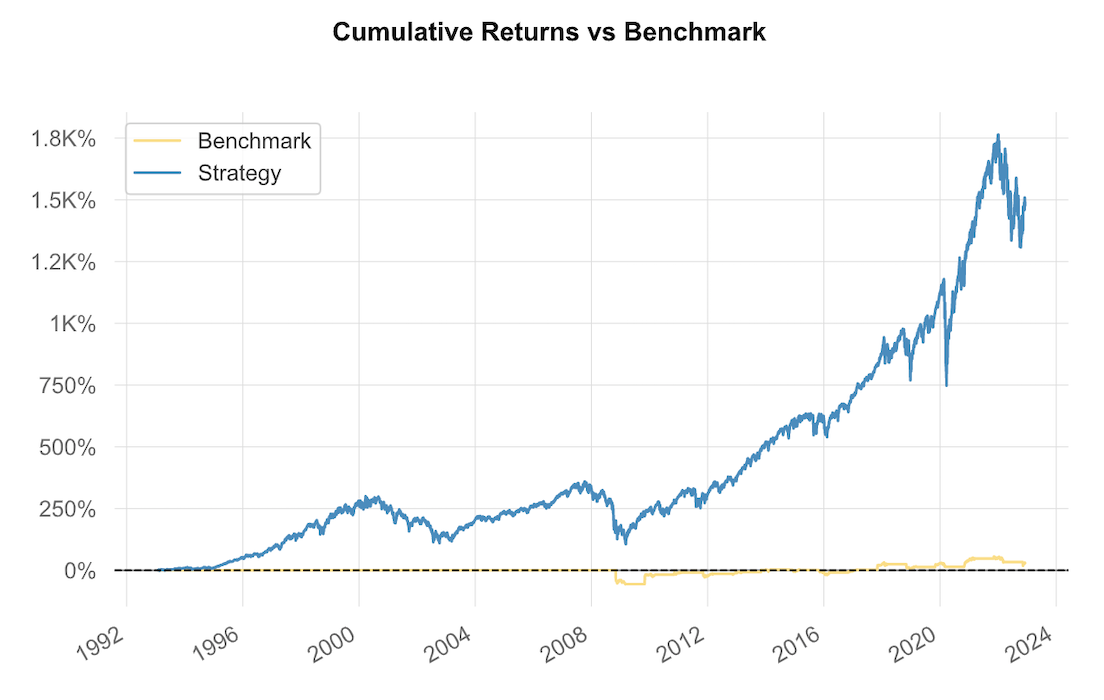 Cumulative Returns vs Benchmark
Benchmark
Strategy
1.8K%
1.5K%
1.2K%
1K%
750%
500%
250%
0%
1992
1996
2000
2004
2008
2012
2016
2020
2024